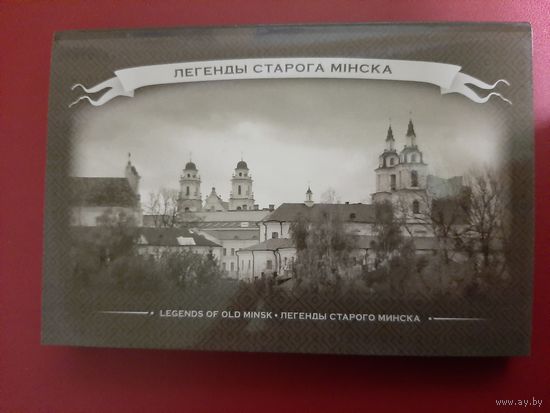 ЛЕГЕНДЫ СТАРОГА МІНСКА
LEGENDS OF OLD MINSK • ЛЕГЕНДЫ СТАРОГО МИНСКА
www.ay.by